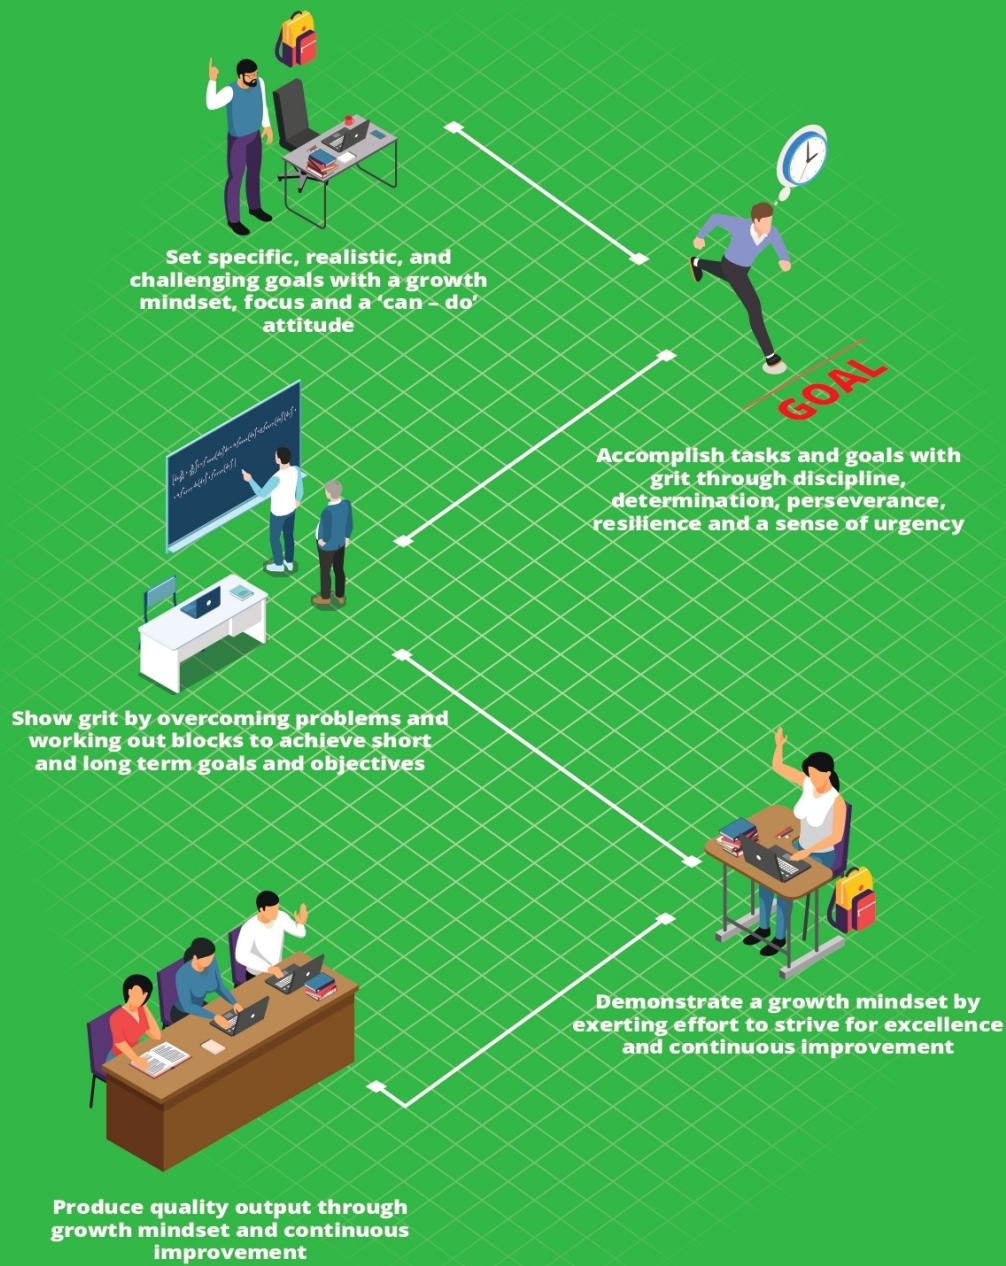 Set specific, realistic, and
challenging goals with a growth
mindset, focus and a ‘can – do’
attitude
GOAL
Accomplish tasks and goals with
grit through discipline,
determination, perseverance,
resilience and a sense of urgency
Show grit by overcoming problems and
working out blocks to achieve short
and long term goals and objectives
Demonstrate a growth mindset by
exerting effort to strive for excellence
and continuous improvement
Produce quality output through
growth mindset and continuous
improvement